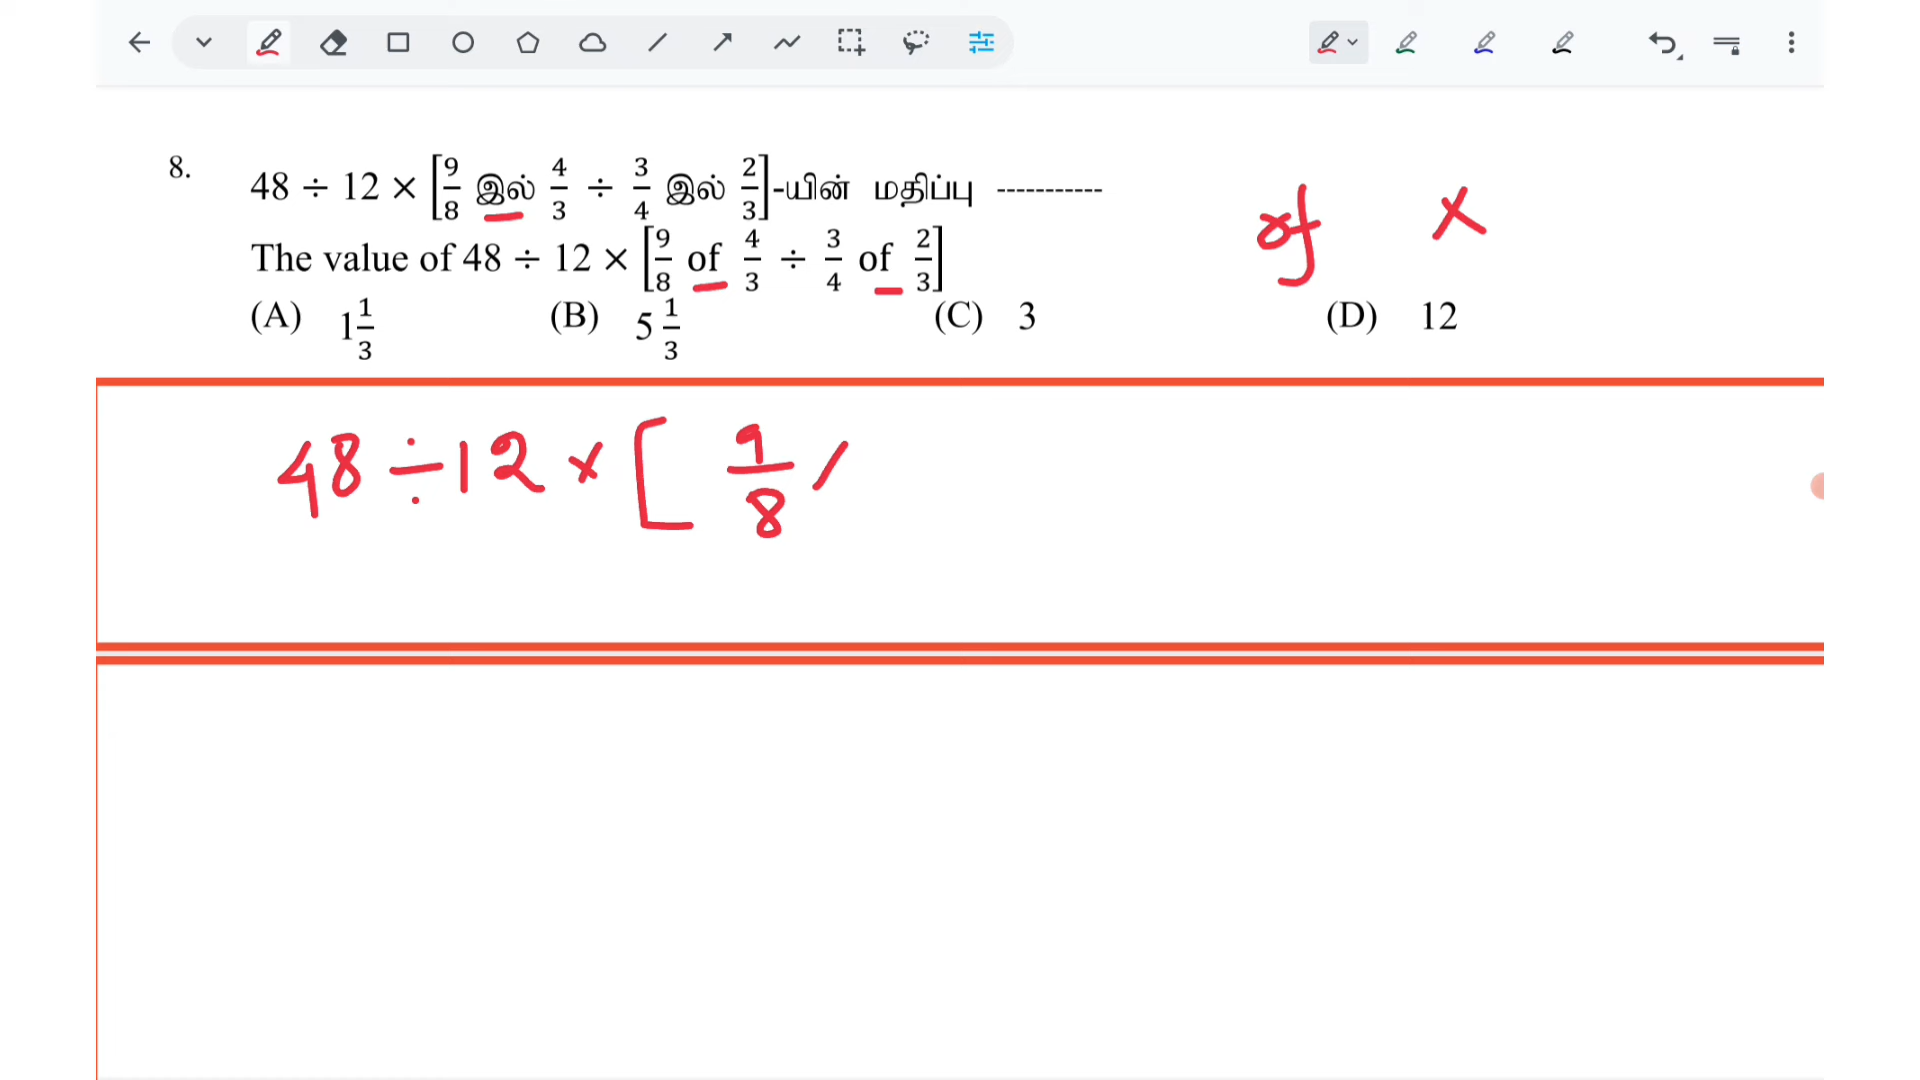 8. 48 ÷ 12 × [9/8 இல் 4/3 ÷ 3/4 இல் 2/3]-யின் மதிப்பு -----------
The value of 48 ÷ 12 × [9/8 of 4/3 ÷ 3/4 of 2/3]
of ×
(A) 1 1/3 (B) 5 1/3 (C) 3 (D) 12
48 ÷ 12 × [ 9/8 /